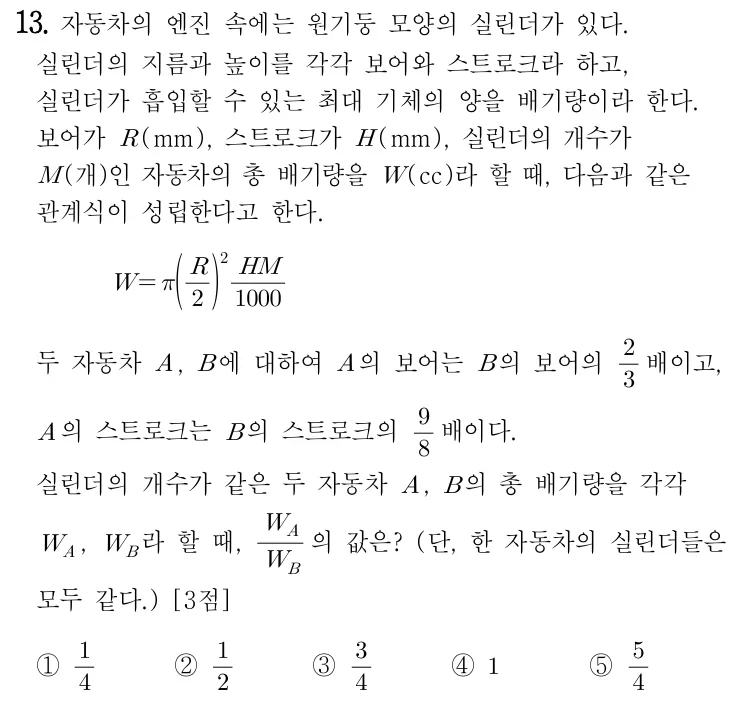 13. 자동차의 엔진 속에는 원기둥 모양의 실린더가 있다.
실린더의 지름과 높이를 각각 보어와 스트로크라 하고,
실린더가 흡입할 수 있는 최대 기체의 양을 배기량이라 한다.
보어가 R(mm), 스트로크가 H(mm), 실린더의 개수가
M(개)인 자동차의 총 배기량을 W(cc)라 할 때, 다음과 같은
관계식이 성립한다고 한다.
W=π(R/2)² HM/1000
두 자동차 A, B에 대하여 A의 보어는 B의 보어의 2/3배이고,
A의 스트로크는 B의 스트로크의 9/8배이다.
실린더의 개수가 같은 두 자동차 A, B의 총 배기량을 각각
W_A, W_B라 할 때, W_A/W_B의 값은? (단, 한 자동차의 실린더들은
모두 같다.) [3점]
① 1/4 ② 1/2 ③ 3/4 ④ 1 ⑤ 5/4